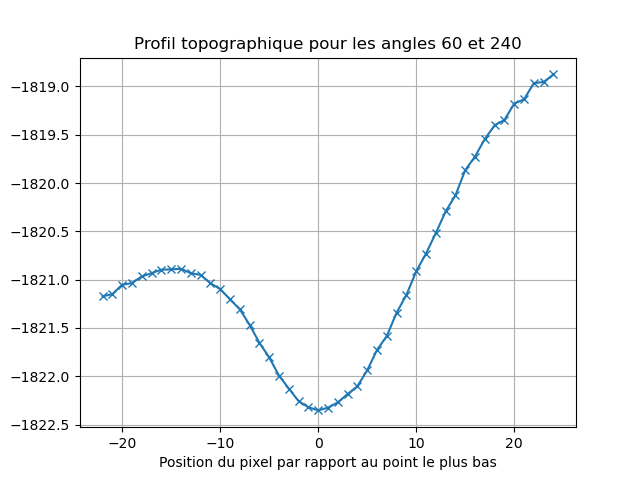 Profil topographique pour les angles 60 et 240
−1819.0
−1819.5
−1820.0
−1820.5
−1821.0
−1821.5
−1822.0
−1822.5
−20 −10 0 10 20
Position du pixel par rapport au point le plus bas